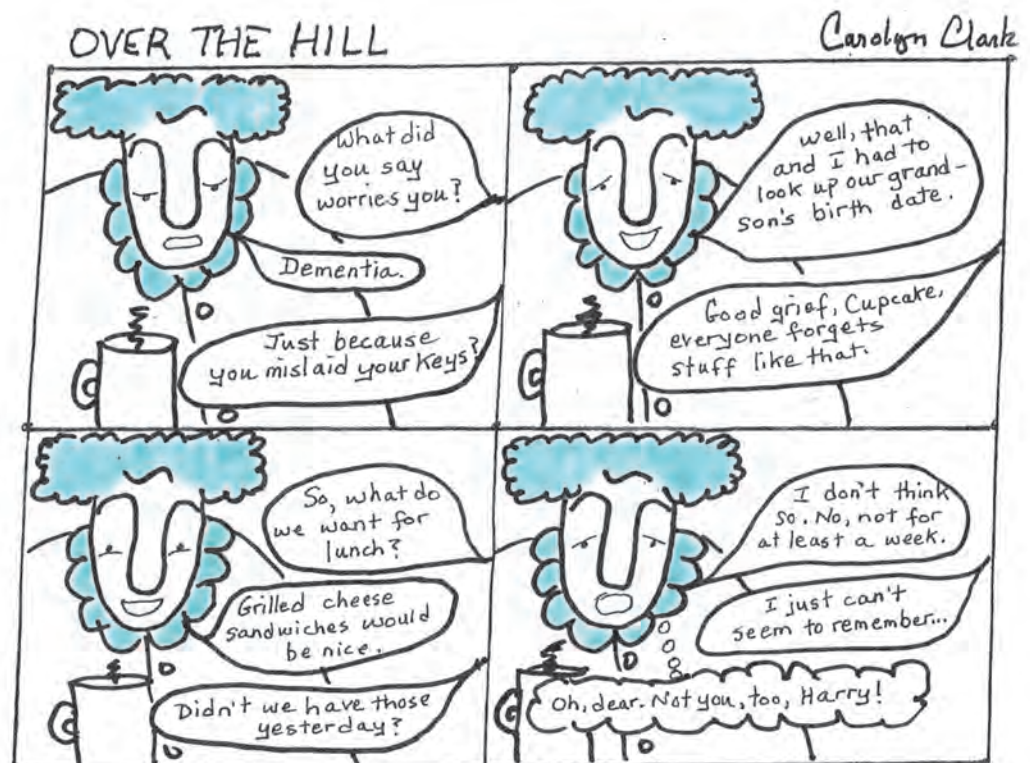 OVER THE HILL
Carolyn Clark
What did
you say
worries you?
Dementia.
Just because
you mislaid your keys?
Well, that
and I had to
look up our grand-
son's birth date.
Good grief, Cupcake,
everyone forgets
stuff like that.
So, what do
we want for
lunch?
Grilled cheese
sandwiches would
be nice.
Didn't we have those
yesterday?
I don't think
so. No, not for
at least a week.
I just can't
seem to remember...
Oh, dear. Not you, too, Harry!